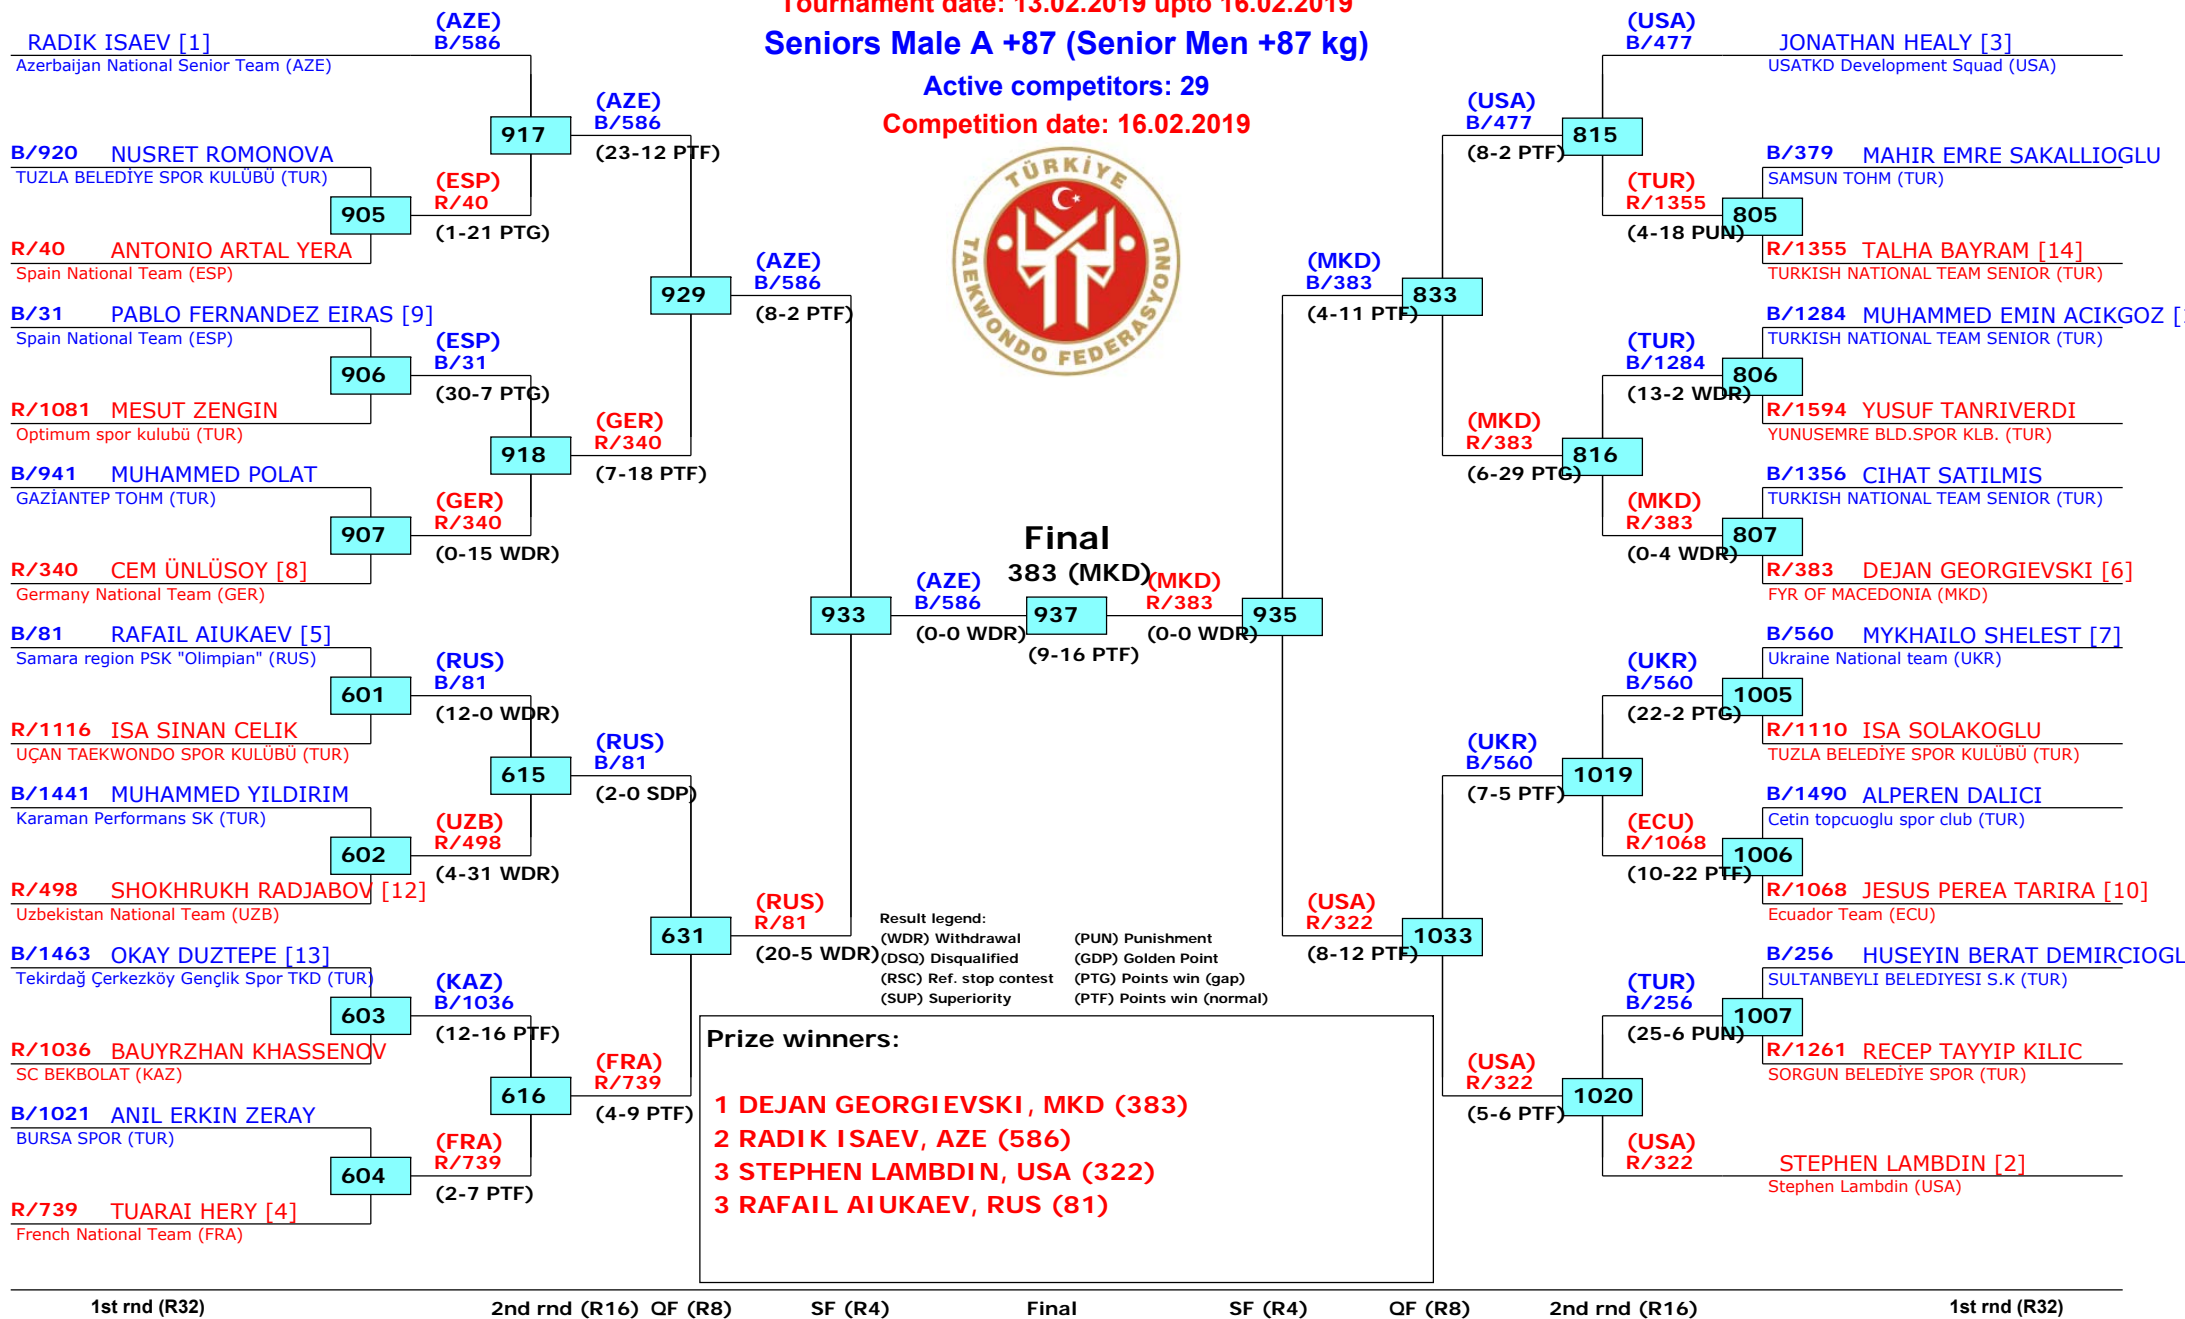 Tournament date: 13.02.2019 upto 16.02.2019
Seniors Male A +87 (Senior Men +87 kg)
Active competitors: 29
Competition date: 16.02.2019
TÜRKİYE
TAEKWONDO FEDERASYONU
RADIK ISAEV [1]
Azerbaijan National Senior Team (AZE)
(AZE)
B/586
B/920 NUSRET ROMONOVA
TUZLA BELEDİYE SPOR KULÜBÜ (TUR)
905
R/40 ANTONIO ARTAL YERA
Spain National Team (ESP)
(ESP)
R/40
(1-21 PTG)
917
(AZE)
B/586
(23-12 PTF)
B/31 PABLO FERNANDEZ EIRAS [9]
Spain National Team (ESP)
906
R/1081 MESUT ZENGIN
Optimum spor kulubü (TUR)
(ESP)
B/31
(30-7 PTG)
B/941 MUHAMMED POLAT
GAZİANTEP TOHM (TUR)
907
R/340 CEM ÜNLÜSOY [8]
Germany National Team (GER)
(GER)
R/340
(0-15 WDR)
918
(GER)
R/340
(7-18 PTF)
929
(AZE)
B/586
(8-2 PTF)
B/81 RAFAIL AIUKAEV [5]
Samara region PSK "Olimpian" (RUS)
601
R/1116 ISA SINAN CELIK
UÇAN TAEKWONDO SPOR KULÜBÜ (TUR)
(RUS)
B/81
(12-0 WDR)
B/1441 MUHAMMED YILDIRIM
Karaman Performans SK (TUR)
602
R/498 SHOKHRUKH RADJABOV [12]
Uzbekistan National Team (UZB)
(UZB)
R/498
(4-31 WDR)
615
(RUS)
B/81
(2-0 SDP)
B/1463 OKAY DUZTEPE [13]
Tekirdağ Çerkezköy Gençlik Spor TKD (TUR)
603
R/1036 BAUYRZHAN KHASSENOV
SC BEKBOLAT (KAZ)
(KAZ)
B/1036
(12-16 PTF)
B/1021 ANIL ERKIN ZERAY
BURSA SPOR (TUR)
604
R/739 TUARAI HERY [4]
French National Team (FRA)
(FRA)
R/739
(2-7 PTF)
616
(FRA)
R/739
(4-9 PTF)
631
(RUS)
R/81
(20-5 WDR)
933
(AZE)
B/586
(0-0 WDR)
Final
383 (MKD)
937
(9-16 PTF)
(MKD)
R/383
(0-0 WDR)
935
(MKD)
B/383
(4-11 PTF)
833
(USA)
B/477
(8-2 PTF)
815
(USA)
B/477
JONATHAN HEALY [3]
USATKD Development Squad (USA)
(TUR)
R/1355
(4-18 PUN)
805
B/379 MAHIR EMRE SAKALLIOGLU
SAMSUN TOHM (TUR)
R/1355 TALHA BAYRAM [14]
TURKISH NATIONAL TEAM SENIOR (TUR)
(MKD)
R/383
(6-29 PTG)
816
(TUR)
B/1284
(13-2 WDR)
806
B/1284 MUHAMMED EMIN ACIKGOZ [
TURKISH NATIONAL TEAM SENIOR (TUR)
R/1594 YUSUF TANRIVERDI
YUNUSEMRE BLD.SPOR KLB. (TUR)
(MKD)
R/383
(0-4 WDR)
807
B/1356 CIHAT SATILMIS
TURKISH NATIONAL TEAM SENIOR (TUR)
R/383 DEJAN GEORGIEVSKI [6]
FYR OF MACEDONIA (MKD)
(USA)
R/322
(8-12 PTF)
1033
(UKR)
B/560
(7-5 PTF)
1019
(UKR)
B/560
(22-2 PTG)
1005
B/560 MYKHAILO SHELEST [7]
Ukraine National team (UKR)
R/1110 ISA SOLAKOGLU
TUZLA BELEDİYE SPOR KULÜBÜ (TUR)
(ECU)
R/1068
(10-22 PTF)
1006
B/1490 ALPEREN DALICI
Cetin topcuoglu spor club (TUR)
R/1068 JESUS PEREA TARIRA [10]
Ecuador Team (ECU)
(USA)
R/322
(5-6 PTF)
1020
(TUR)
B/256
(25-6 PUN)
1007
B/256 HUSEYIN BERAT DEMIRCIOGL
SULTANBEYLI BELEDIYESI S.K (TUR)
R/1261 RECEP TAYYIP KILIC
SORGUN BELEDİYE SPOR (TUR)
(USA)
R/322
STEPHEN LAMBDIN [2]
Stephen Lambdin (USA)
Result legend:
(WDR) Withdrawal (PUN) Punishment
(DSQ) Disqualified (GDP) Golden Point
(RSC) Ref. stop contest (PTG) Points win (gap)
(SUP) Superiority (PTF) Points win (normal)
Prize winners:
1 DEJAN GEORGIEVSKI, MKD (383)
2 RADIK ISAEV, AZE (586)
3 STEPHEN LAMBDIN, USA (322)
3 RAFAIL AIUKAEV, RUS (81)
1st rnd (R32) 2nd rnd (R16) QF (R8) SF (R4) Final SF (R4) QF (R8) 2nd rnd (R16) 1st rnd (R32)